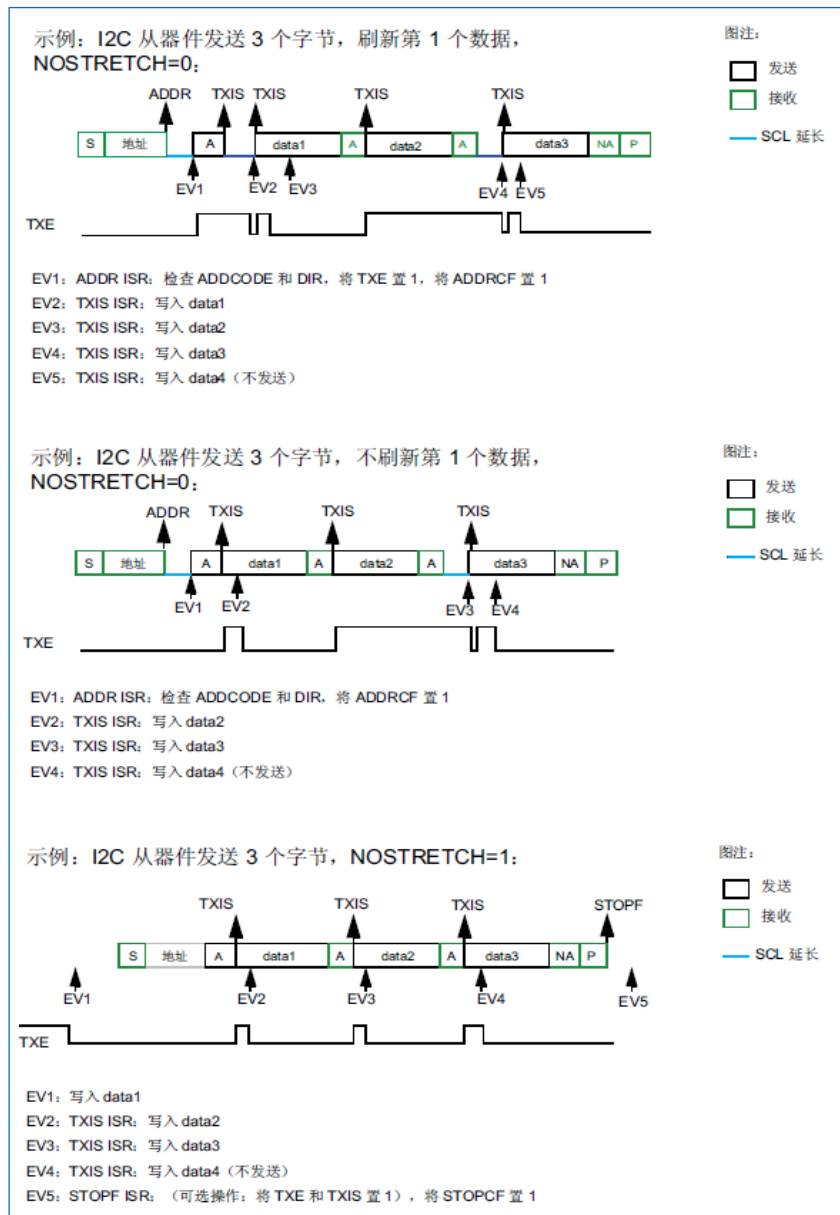 示例：I2C 从器件发送 3 个字节，刷新第 1 个数据，
NOSTRETCH=0：
图注：
发送
接收
SCL 延长
ADDR TXIS TXIS TXIS TXIS
S 地址 A data1 A data2 A data3 NA P
EV1 EV2 EV3 EV4 EV5
TXE
EV1：ADDR ISR：检查 ADDCODE 和 DIR，将 TXE 置 1，将 ADDRCF 置 1
EV2：TXIS ISR：写入 data1
EV3：TXIS ISR：写入 data2
EV4：TXIS ISR：写入 data3
EV5：TXIS ISR：写入 data4（不发送）
示例：I2C 从器件发送 3 个字节，不刷新第 1 个数据，
NOSTRETCH=0：
图注：
发送
接收
SCL 延长
ADDR TXIS TXIS TXIS
S 地址 A data1 A data2 A data3 NA P
EV1 EV2 EV3 EV4
TXE
EV1：ADDR ISR：检查 ADDCODE 和 DIR，将 ADDRCF 置 1
EV2：TXIS ISR：写入 data2
EV3：TXIS ISR：写入 data3
EV4：TXIS ISR：写入 data4（不发送）
示例：I2C 从器件发送 3 个字节，NOSTRETCH=1：
图注：
发送
接收
SCL 延长
TXIS TXIS TXIS STOPF
S 地址 A data1 A data2 A data3 NA P
EV1 EV2 EV3 EV4 EV5
TXE
EV1：写入 data1
EV2：TXIS ISR：写入 data2
EV3：TXIS ISR：写入 data3
EV4：TXIS ISR：写入 data4（不发送）
EV5：STOPF ISR：（可选操作：将 TXE 和 TXIS 置 1），将 STOPCF 置 1